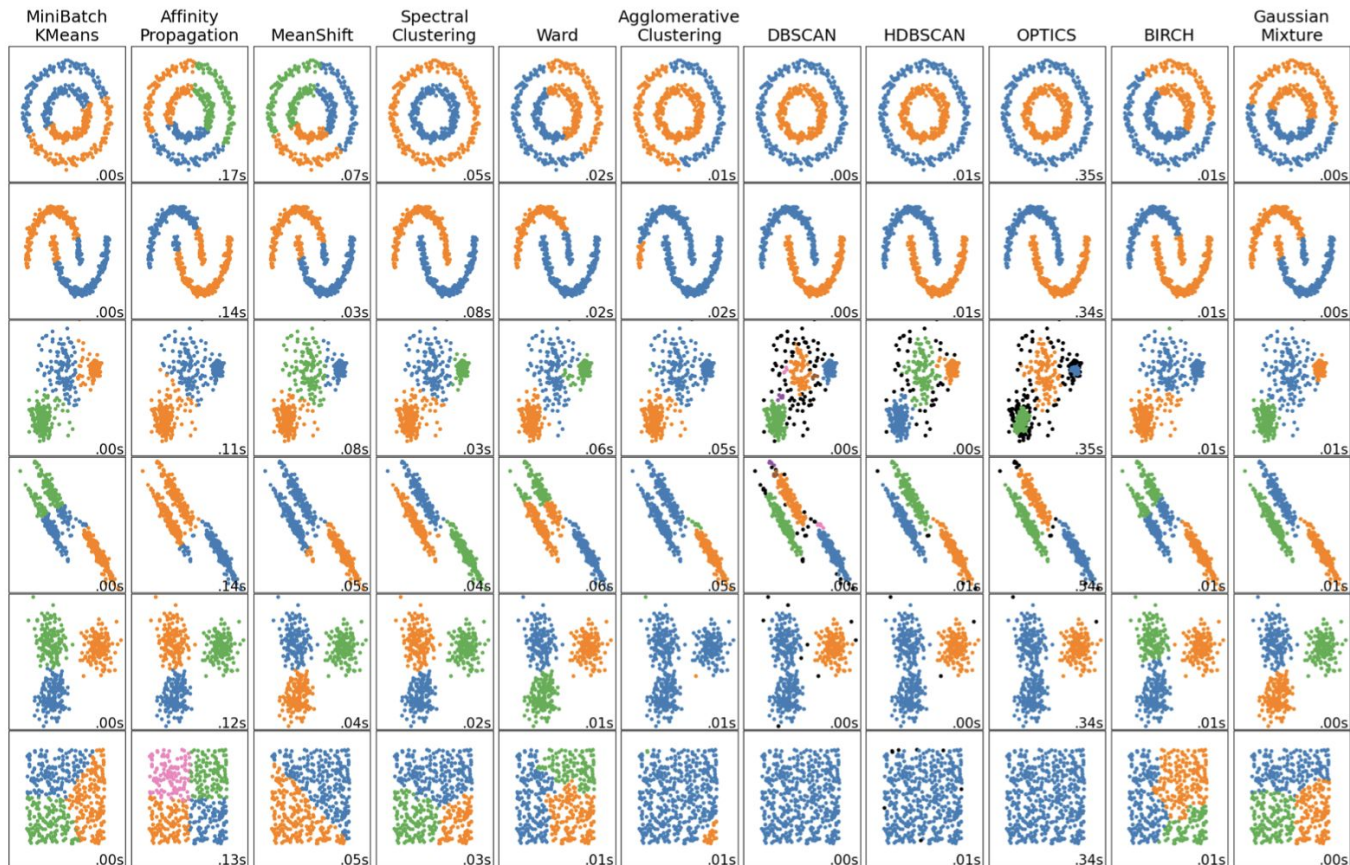 MiniBatch
KMeans
Affinity
Propagation
MeanShift
Spectral
Clustering
Ward
Agglomerative
Clustering
DBSCAN
HDBSCAN
OPTICS
BIRCH
Gaussian
Mixture
.00s .17s .07s .05s .02s .01s .00s .01s .35s .01s .00s
.00s .14s .03s .08s .02s .02s .00s .01s .34s .01s .00s
.00s .11s .08s .03s .06s .05s .00s .00s .35s .01s .01s
.00s .14s .05s .04s .06s .05s .00s .01s .34s .01s .01s
.00s .12s .04s .02s .01s .01s .00s .00s .34s .01s .00s
.00s .13s .05s .03s .01s .01s .00s .01s .34s .01s .00s